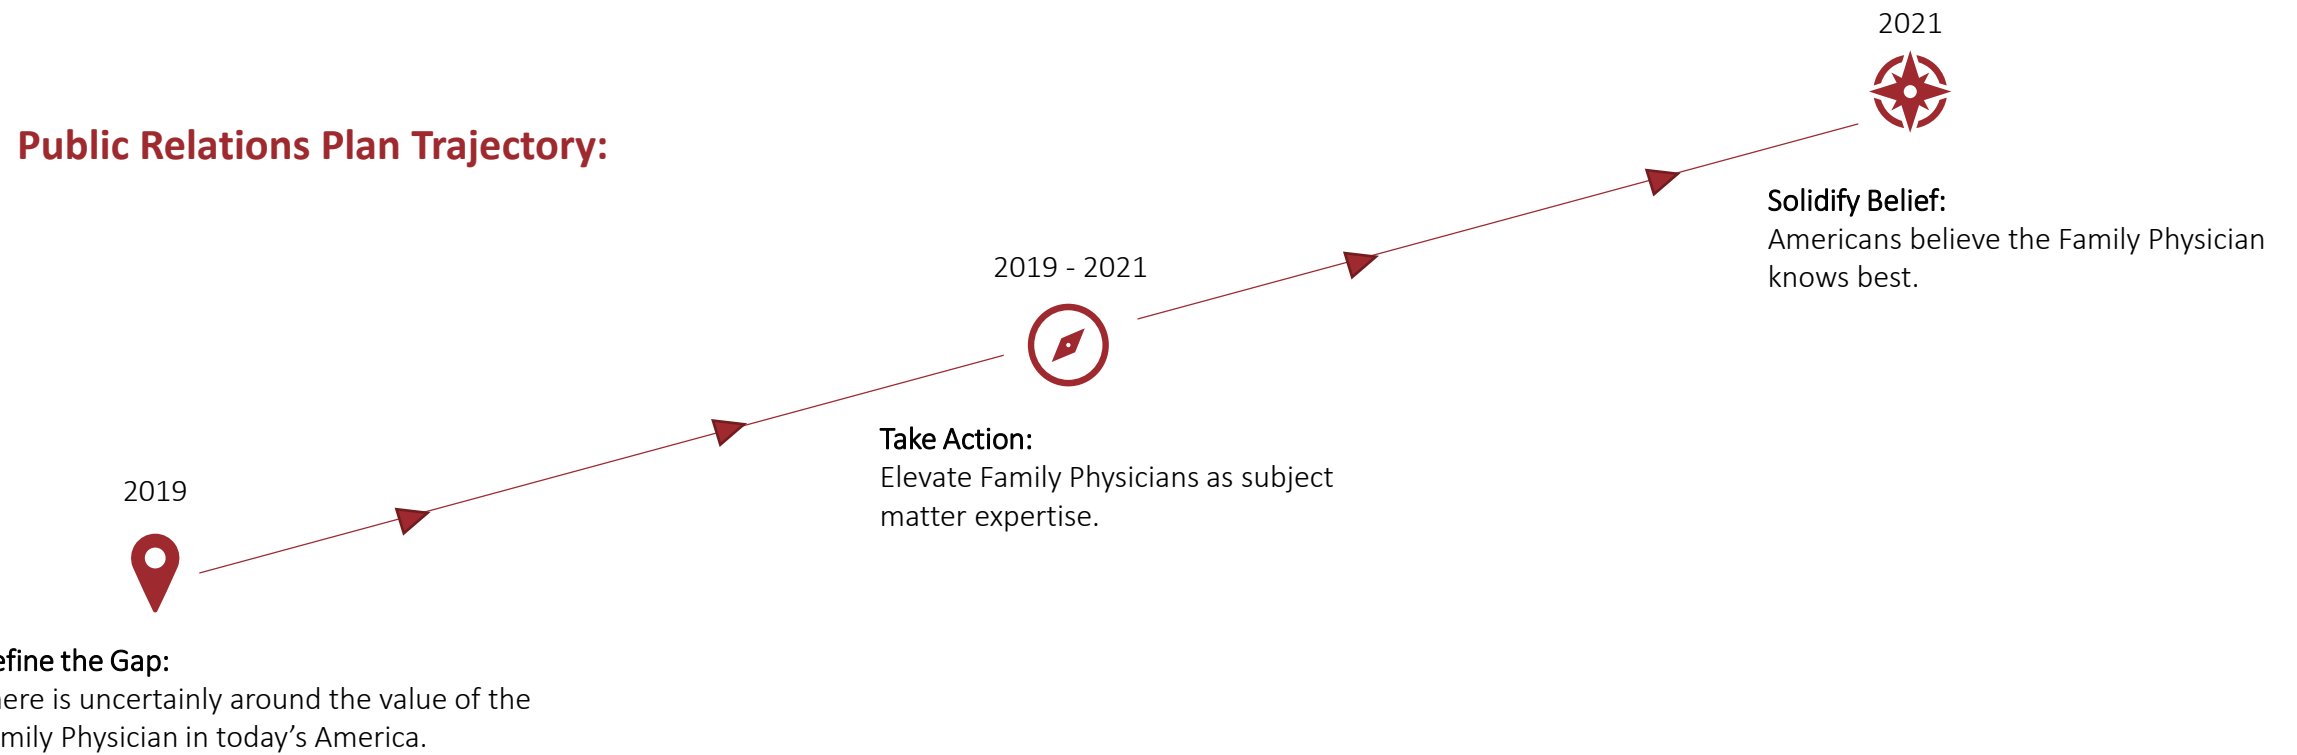 2021
Public Relations Plan Trajectory:
Solidify Belief:
Americans believe the Family Physician
knows best.
2019 - 2021
Take Action:
Elevate Family Physicians as subject
matter expertise.
2019
efine the Gap:
ere is uncertainly around the value of the
mily Physician in today’s America.